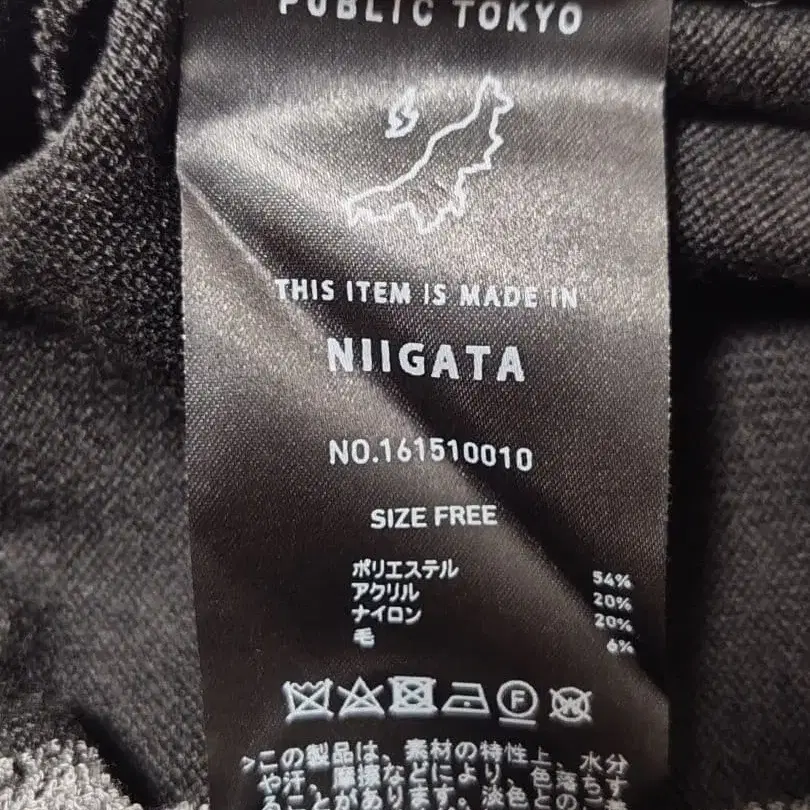 PUBLIC TOKYO
THIS ITEM IS MADE IN
NIIGATA
NO.161510010
SIZE FREE
ポリエステル 54%
アクリル 20%
ナイロン 20%
毛 6%
F W
>この製品は、素材の特性上、水分
や汗、摩擦などにより、色落ちす
ることがあります。淡色上の